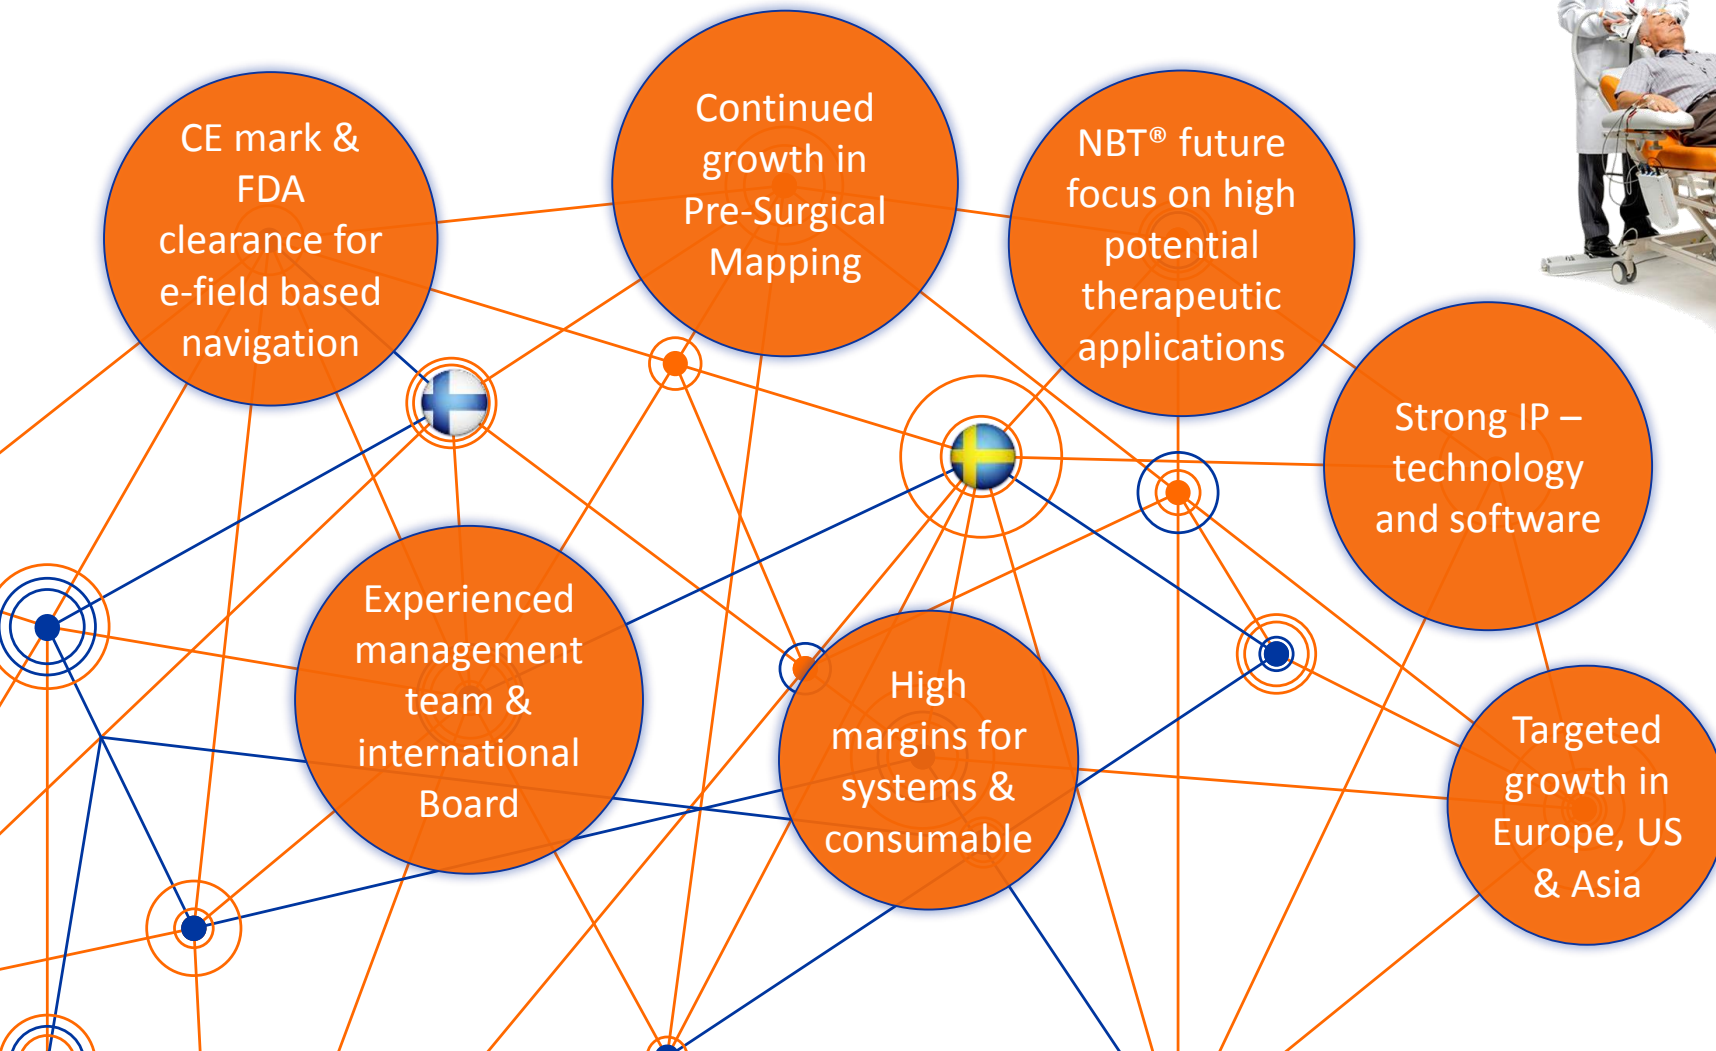 CE mark &
FDA
clearance for
e-field based
navigation
Continued
growth in
Pre-Surgical
Mapping
NBT® future
focus on high
potential
therapeutic
applications
Strong IP –
technology
and software
Experienced
management
team &
international
Board
High
margins for
systems &
consumable
Targeted
growth in
Europe, US
& Asia